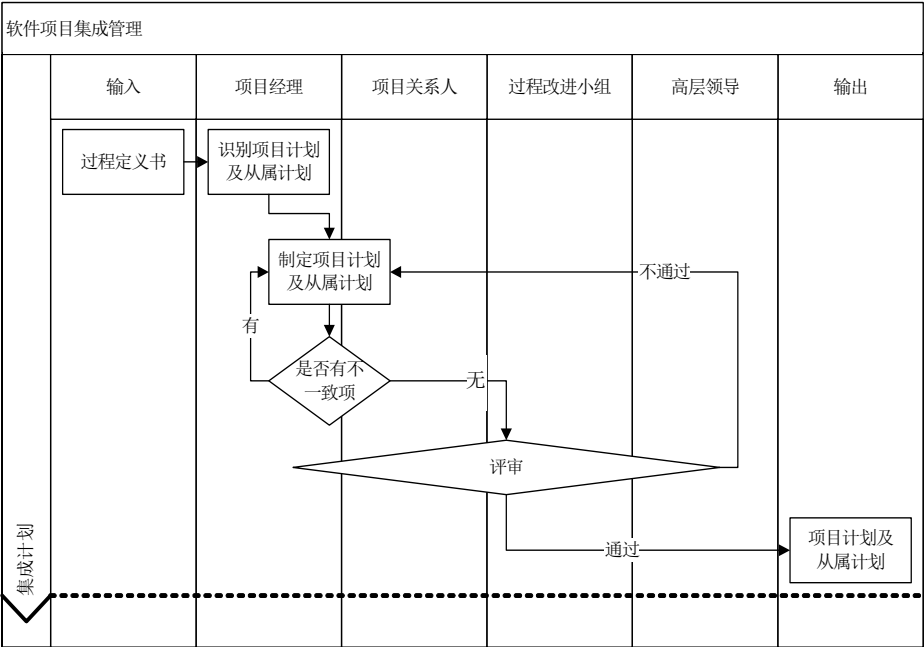 软件项目集成管理
输入
项目经理
项目关系人
过程改进小组
高层领导
输出
过程定义书
识别项目计划
及从属计划
制定项目计划
及从属计划
不通过
有
是否有不
一致项
无
评审
集成计划
通过
项目计划及
从属计划